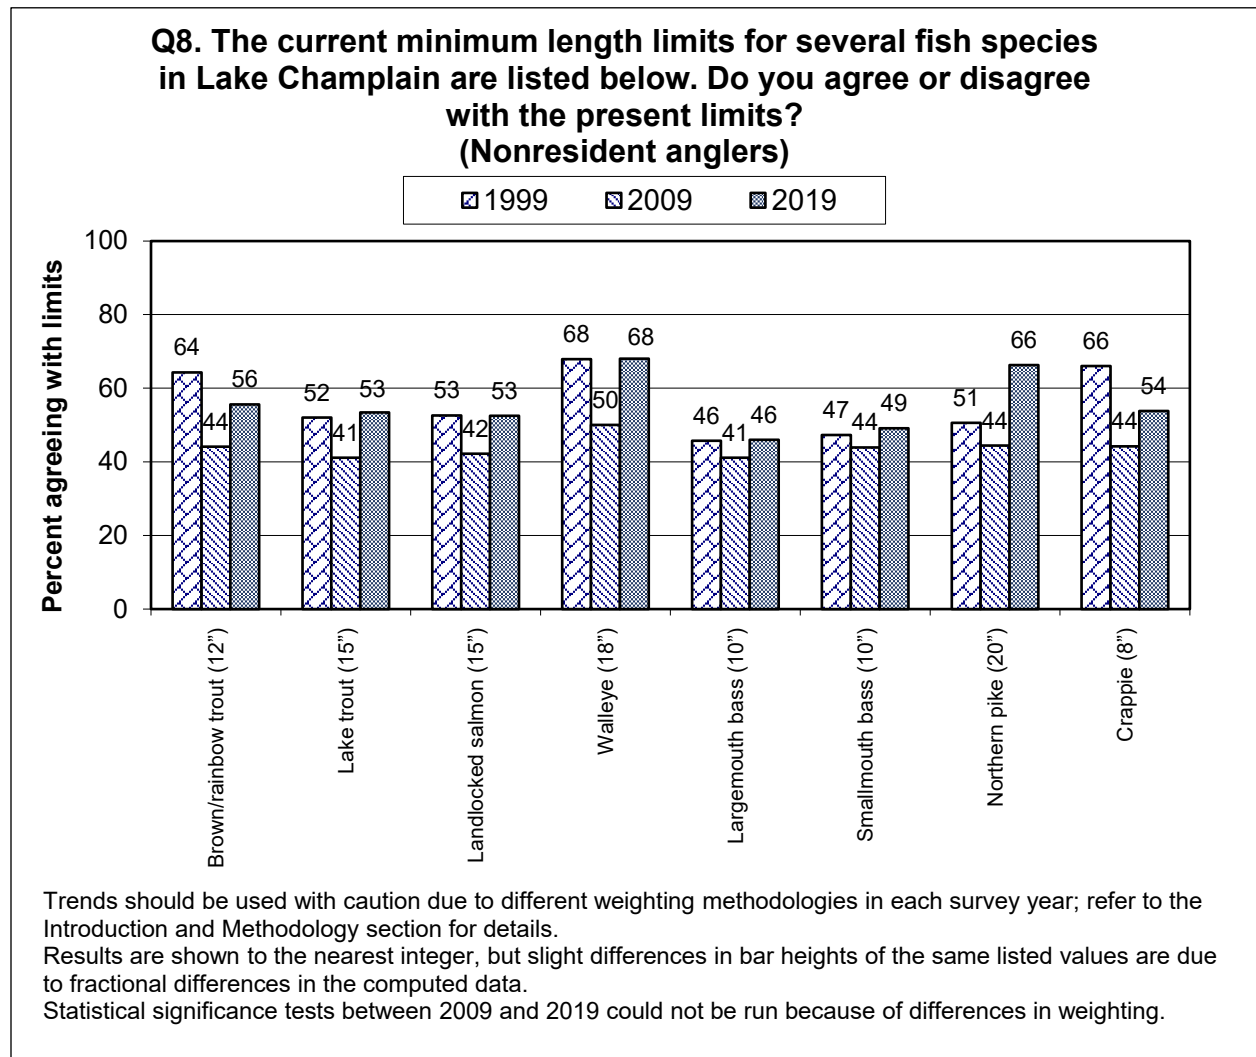 Q8. The current minimum length limits for several fish species
in Lake Champlain are listed below. Do you agree or disagree
with the present limits?
(Nonresident anglers)
1999 2009 2019
Percent agreeing with limits
100
80
60
40
20
0
64 44 56
52 41 53
53 42 53
68 50 68
46 41 46
47 44 49
51 44 66
66 44 54
Brown/rainbow trout (12”)
Lake trout (15”)
Landlocked salmon (15”)
Walleye (18”)
Largemouth bass (10”)
Smallmouth bass (10”)
Northern pike (20”)
Crappie (8”)
Trends should be used with caution due to different weighting methodologies in each survey year; refer to the
Introduction and Methodology section for details.
Results are shown to the nearest integer, but slight differences in bar heights of the same listed values are due
to fractional differences in the computed data.
Statistical significance tests between 2009 and 2019 could not be run because of differences in weighting.